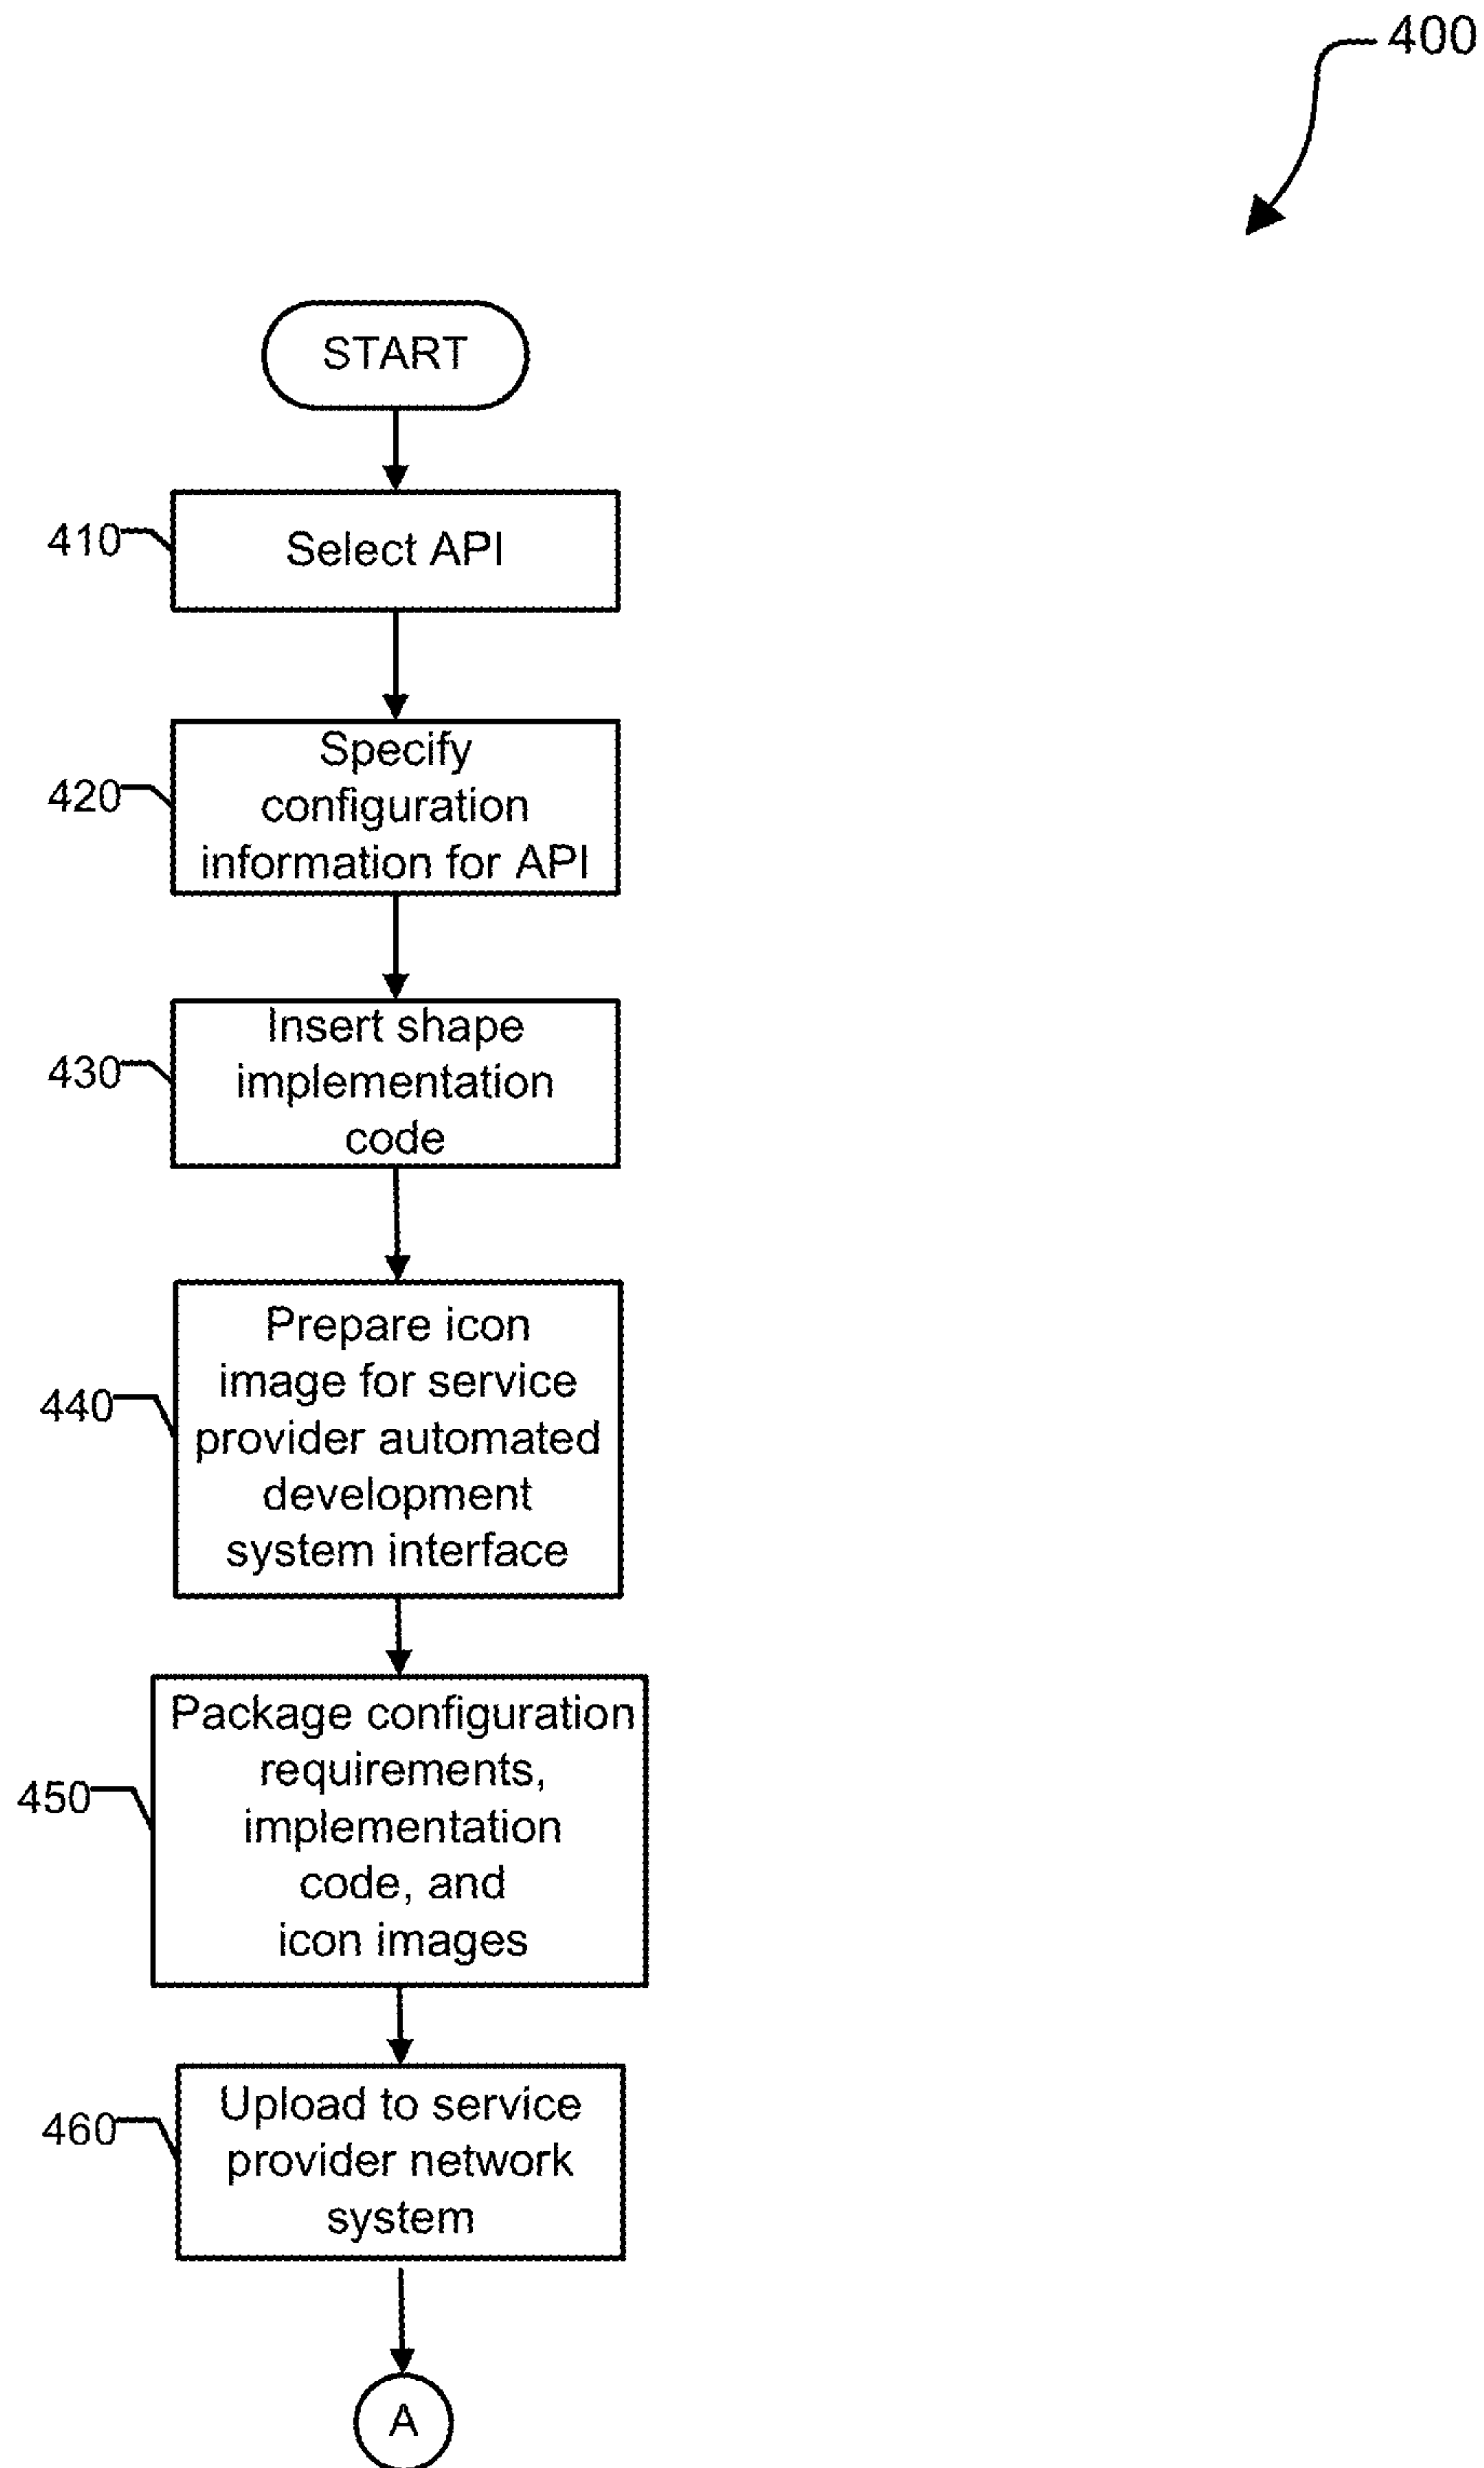 400
START
410
Select API
420
Specify
configuration
information for API
430
Insert shape
implementation
code
440
Prepare icon
image for service
provider automated
development
system interface
450
Package configuration
requirements,
implementation
code, and
icon images
460
Upload to service
provider network
system
A